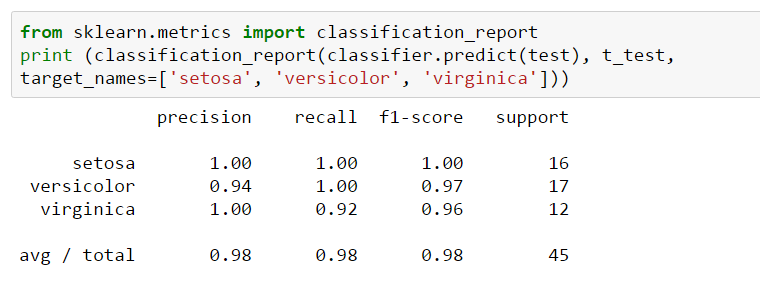 from sklearn.metrics import classification_report
print (classification_report(classifier.predict(test), t_test,
target_names=['setosa', 'versicolor', 'virginica']))
precision recall f1-score support
setosa 1.00 1.00 1.00 16
versicolor 0.94 1.00 0.97 17
virginica 1.00 0.92 0.96 12
avg / total 0.98 0.98 0.98 45